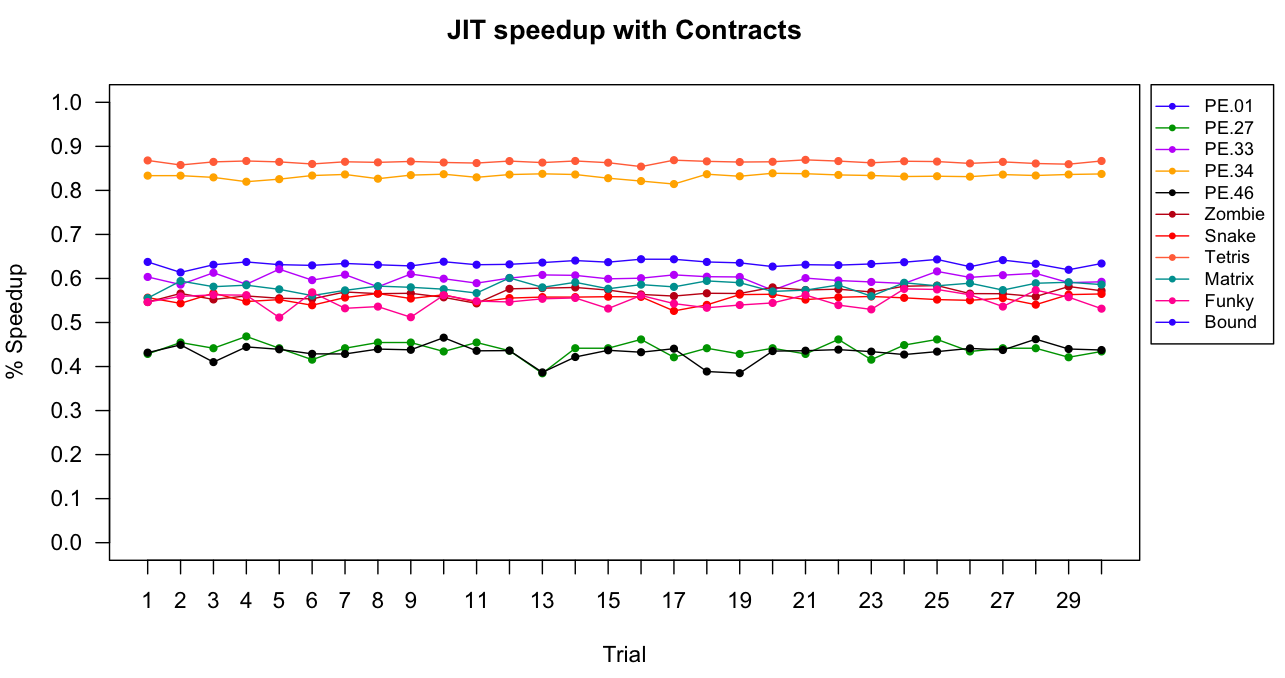 JIT speedup with Contracts
% Speedup
1.0
0.9
0.8
0.7
0.6
0.5
0.4
0.3
0.2
0.1
0.0
1 2 3 4 5 6 7 8 9 11 13 15 17 19 21 23 25 27 29
Trial
PE.01
PE.27
PE.33
PE.34
PE.46
Zombie
Snake
Tetris
Matrix
Funky
Bound